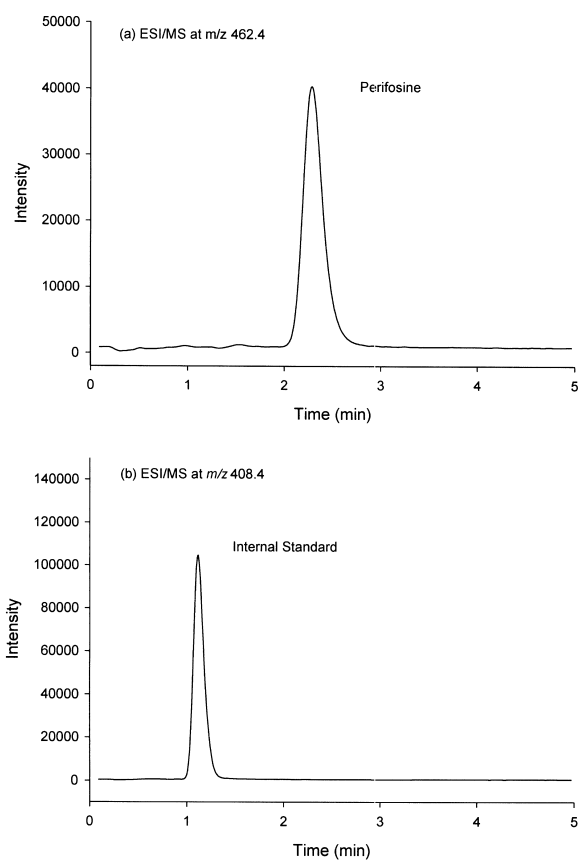 50000
(a) ESI/MS at m/z 462.4
40000
Perifosine
30000
Intensity
20000
10000
0
0 1 2 3 4 5
Time (min)
(b) ESI/MS at m/z 408.4
140000
120000
Internal Standard
100000
80000
Intensity
60000
40000
20000
0
0 1 2 3 4 5
Time (min)